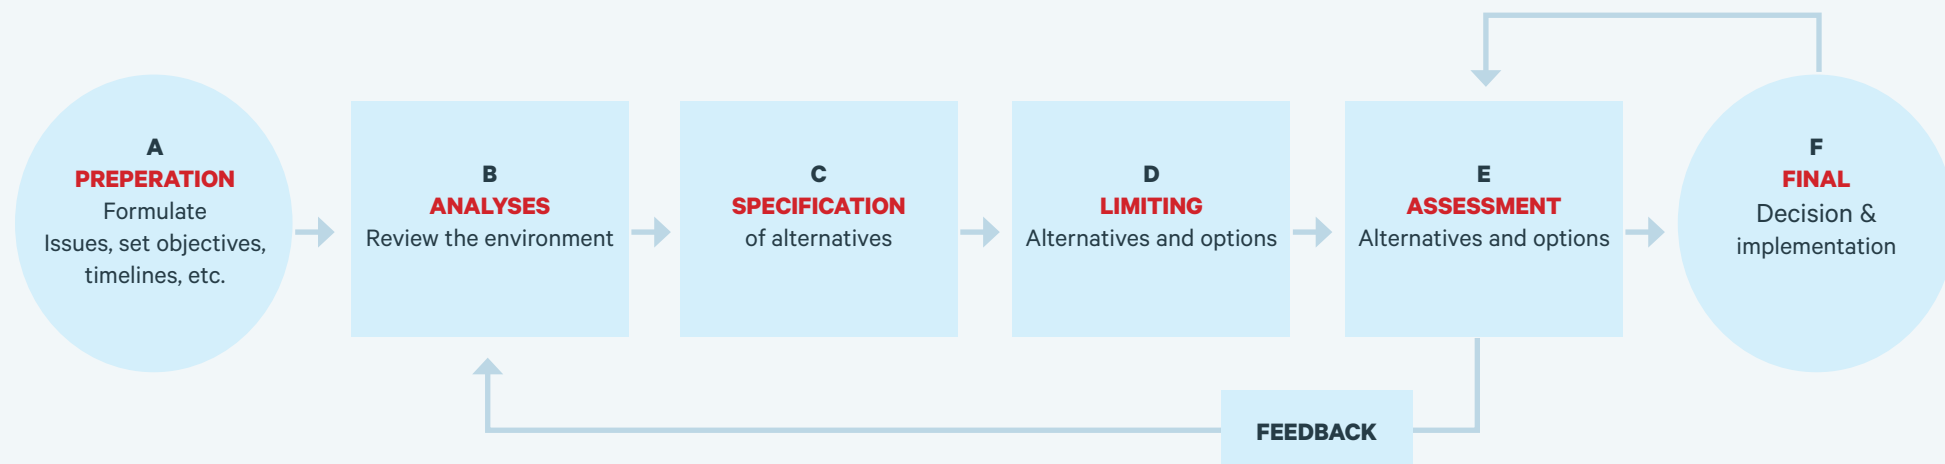 A
PREPERATION
Formulate
Issues, set objectives,
timelines, etc.
B
ANALYSES
Review the environment
C
SPECIFICATION
of alternatives
D
LIMITING
Alternatives and options
E
ASSESSMENT
Alternatives and options
F
FINAL
Decision &
implementation
FEEDBACK